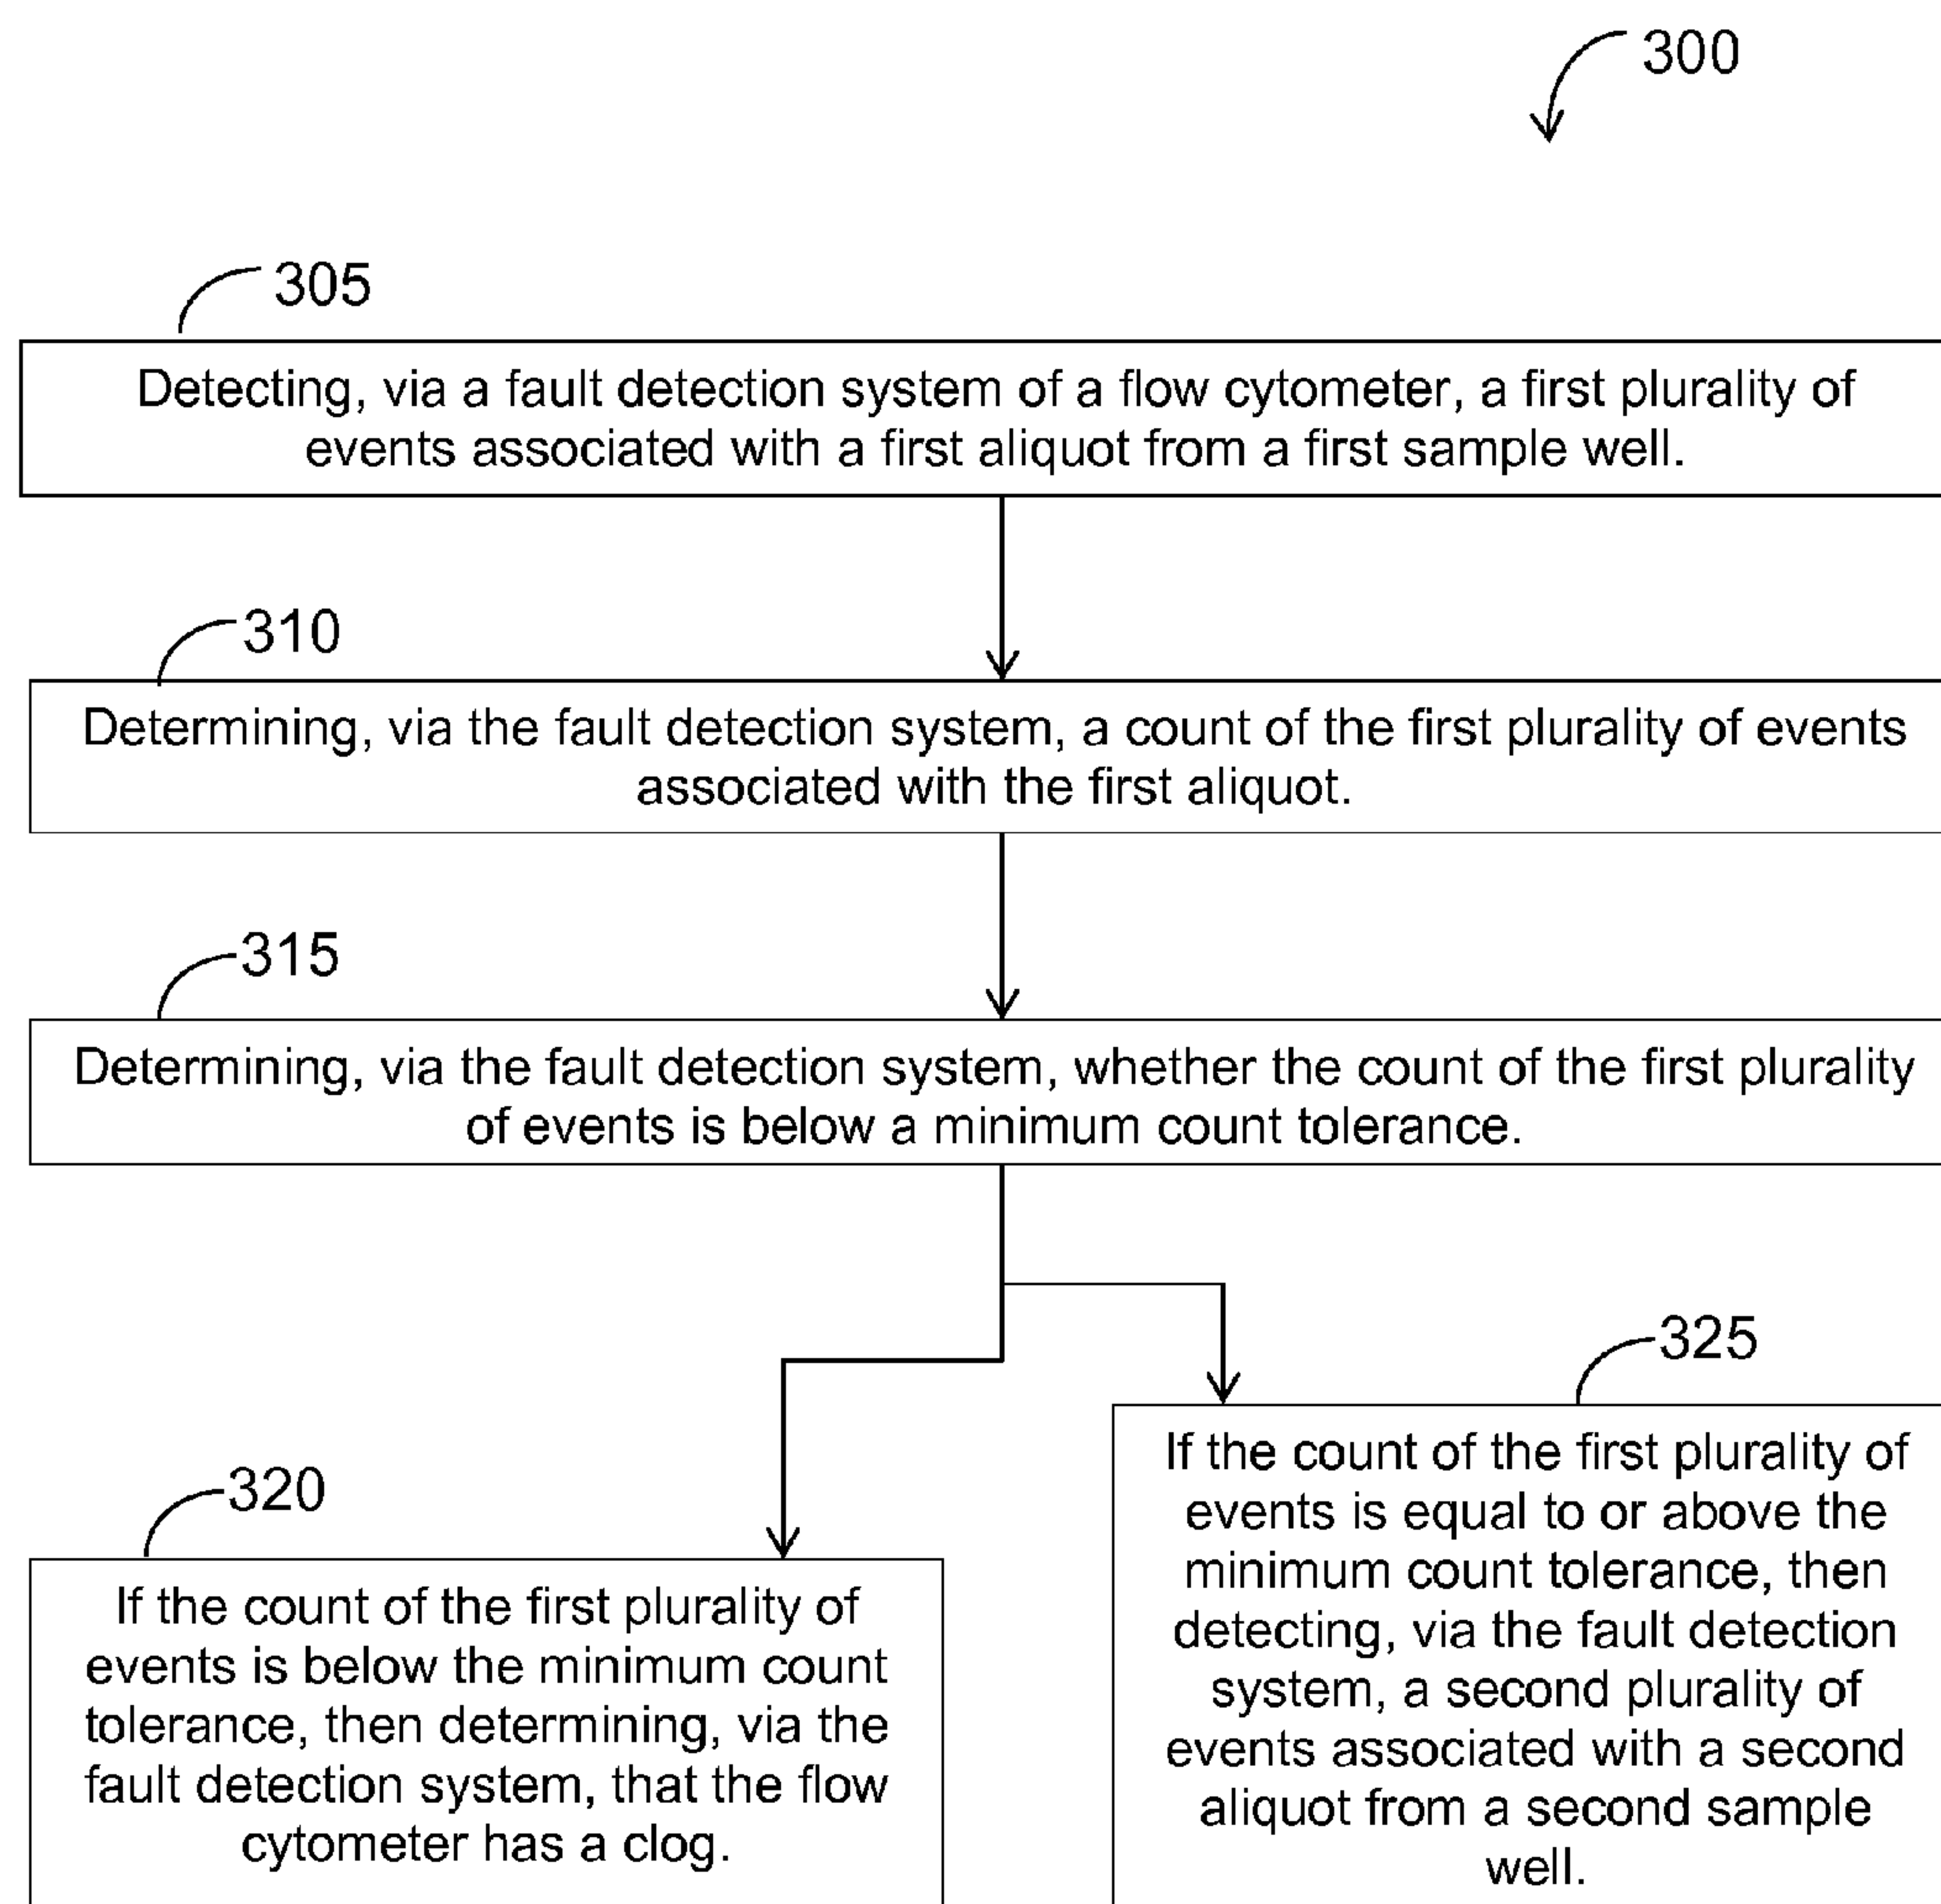 300
305
Detecting, via a fault detection system of a flow cytometer, a first plurality of
events associated with a first aliquot from a first sample well.
310
Determining, via the fault detection system, a count of the first plurality of events
associated with the first aliquot.
315
Determining, via the fault detection system, whether the count of the first plurality
of events is below a minimum count tolerance.
320
If the count of the first plurality of
events is below the minimum count
tolerance, then determining, via the
fault detection system, that the flow
cytometer has a clog.
325
If the count of the first plurality of
events is equal to or above the
minimum count tolerance, then
detecting, via the fault detection
system, a second plurality of
events associated with a second
aliquot from a second sample
well.